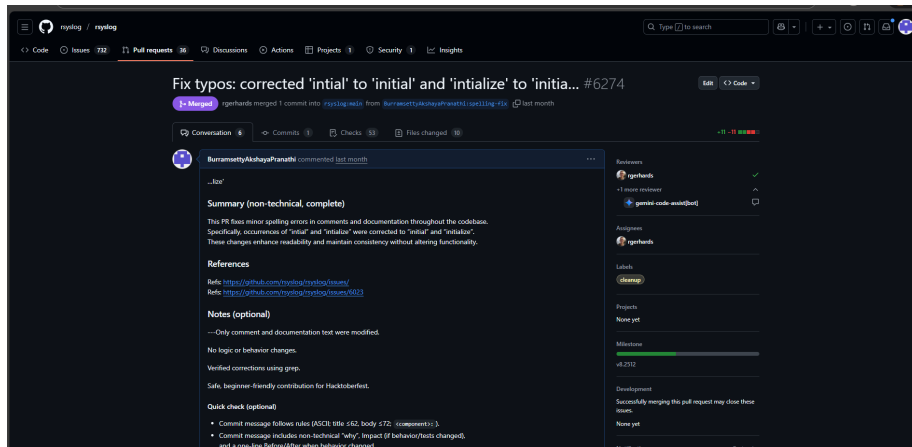 rsyslog / rsyslog
Type / to search
Code
Issues 732
Pull requests 36
Discussions
Actions
Projects 1
Security 1
Insights
Fix typos: corrected 'intial' to 'initial' and 'intialize' to 'initia... #6274
Edit
Code
Merged
rgerhards merged 1 commit into rsyslog:main from BurramsettyAkshayaPranathi:spelling-fix last month
Conversation 6
Commits 1
Checks 53
Files changed 10
+11 −11
BurramsettyAkshayaPranathi commented last month
...lize'
Summary (non-technical, complete)
This PR fixes minor spelling errors in comments and documentation throughout the codebase.
Specifically, occurrences of "intial" and "intialize" were corrected to "initial" and "initialize".
These changes enhance readability and maintain consistency without altering functionality.
References
Refs: https://github.com/rsyslog/rsyslog/issues/
Refs: https://github.com/rsyslog/rsyslog/issues/6023
Notes (optional)
---Only comment and documentation text were modified.
No logic or behavior changes.
Verified corrections using grep.
Safe, beginner-friendly contribution for Hacktoberfest.
Quick check (optional)
• Commit message follows rules (ASCII; title ≤62, body ≤72; <component>: ).
• Commit message includes non-technical "why", Impact (if behavior/tests changed),
and a one-line Before/After when behavior changed.
Reviewers
rgerhards
+1 more reviewer
gemini-code-assist[bot]
Assignees
rgerhards
Labels
cleanup
Projects
None yet
Milestone
v8.2512
Development
Successfully merging this pull request may close these
issues.
None yet